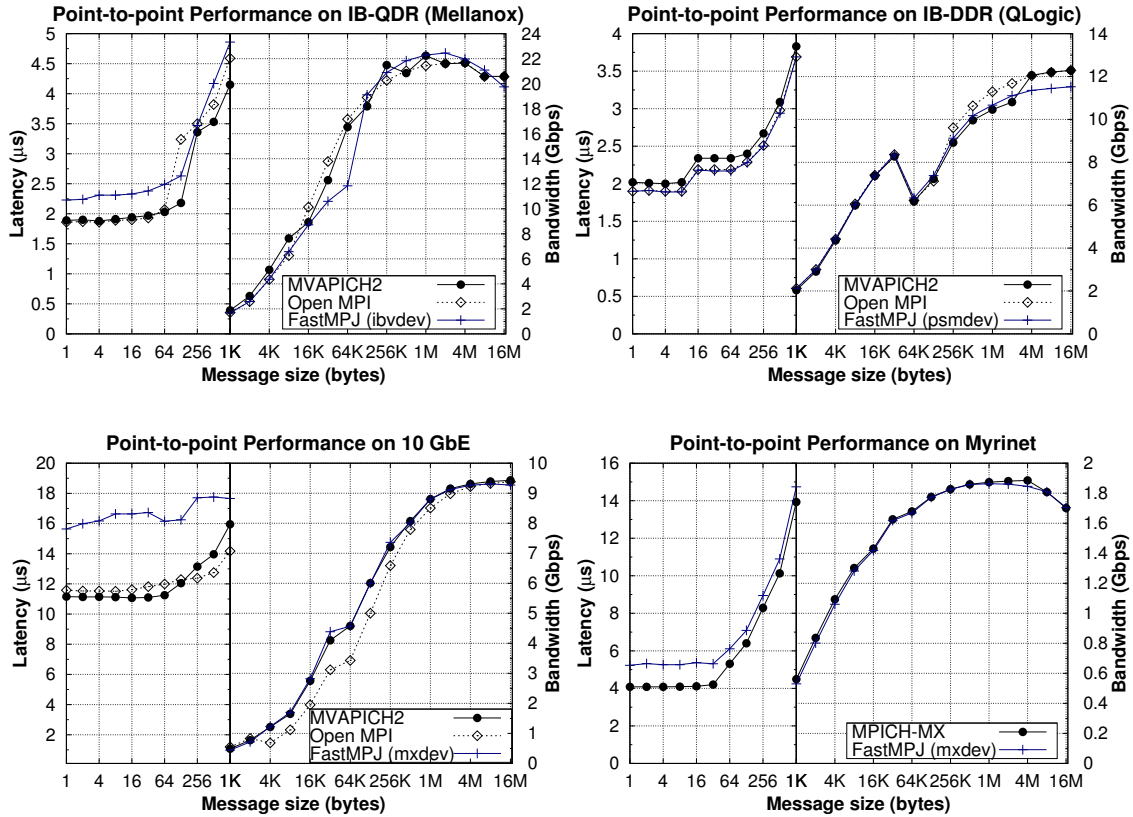 Point-to-point Performance on IB-QDR (Mellanox)
Latency (µs)
5
4.5
4
3.5
3
2.5
2
1.5
1
0.5
0
24
22
20
18
16
14
12
10
8
6
4
2
0
Bandwidth (Gbps)
MVAPICH2
Open MPI
FastMPJ (ibvdev)
1 4 16 64 256 1K 4K 16K 64K 256K 1M 4M 16M
Message size (bytes)
Point-to-point Performance on IB-DDR (QLogic)
Latency (µs)
4
3.5
3
2.5
2
1.5
1
0.5
0
14
12
10
8
6
4
2
0
Bandwidth (Gbps)
MVAPICH2
Open MPI
FastMPJ (psmdev)
1 4 16 64 256 1K 4K 16K 64K 256K 1M 4M 16M
Message size (bytes)
Point-to-point Performance on 10 GbE
Latency (µs)
20
18
16
14
12
10
8
6
4
2
10
9
8
7
6
5
4
3
2
1
0
Bandwidth (Gbps)
MVAPICH2
Open MPI
FastMPJ (mxdev)
1 4 16 64 256 1K 4K 16K 64K 256K 1M 4M 16M
Message size (bytes)
Point-to-point Performance on Myrinet
Latency (µs)
16
14
12
10
8
6
4
2
0
2
1.8
1.6
1.4
1.2
1
0.8
0.6
0.4
0.2
0
Bandwidth (Gbps)
MPICH-MX
FastMPJ (mxdev)
1 4 16 64 256 1K 4K 16K 64K 256K 1M 4M 16M
Message size (bytes)